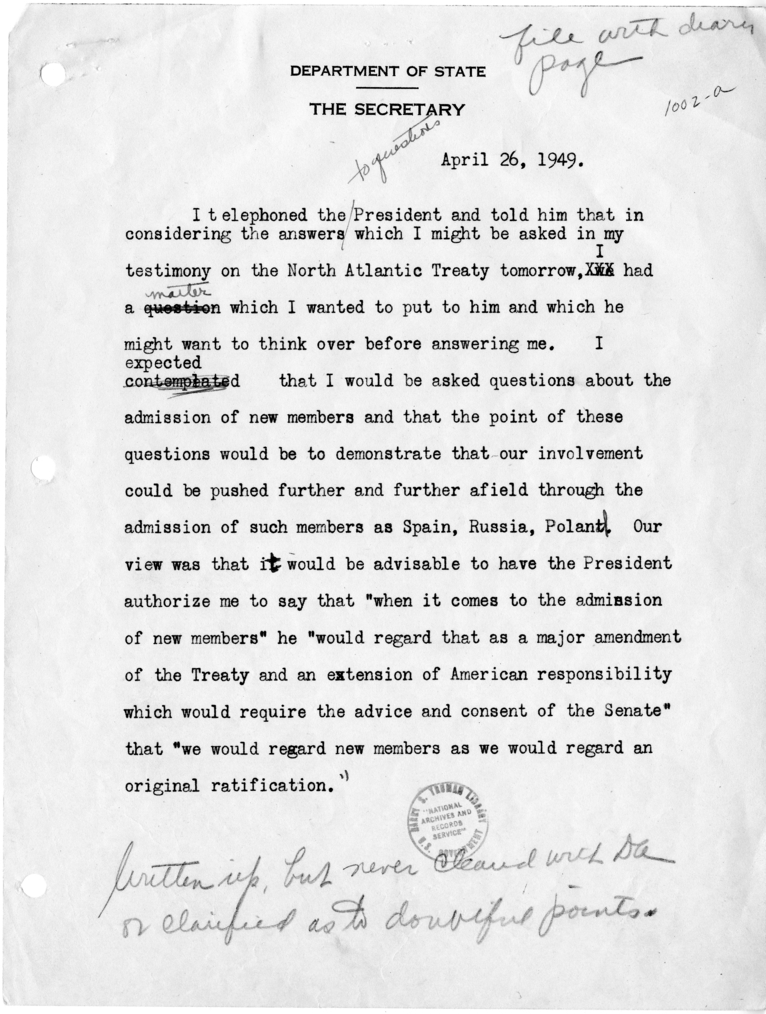 file with diary
page
DEPARTMENT OF STATE
THE SECRETARY
1002-a
to questions
April 26, 1949.
I telephoned the President and told him that in
considering the answers which I might be asked in my
I
testimony on the North Atlantic Treaty tomorrow, XXX had
matter
a question which I wanted to put to him and which he
might want to think over before answering me. I
expected
contemplated that I would be asked questions about the
admission of new members and that the point of these
questions would be to demonstrate that our involvement
could be pushed further and further afield through the
admission of such members as Spain, Russia, Poland. Our
view was that it would be advisable to have the President
authorize me to say that "when it comes to the admission
of new members" he "would regard that as a major amendment
of the Treaty and an extension of American responsibility
which would require the advice and consent of the Senate"
that "we would regard new members as we would regard an
original ratification."
HARRY S. TRUMAN LIBRARY
"NATIONAL
ARCHIVES AND
RECORDS
SERVICE"
U.S. GOVERNMENT
Written up, but never cleared with DA
or clarified as to doubtful points.